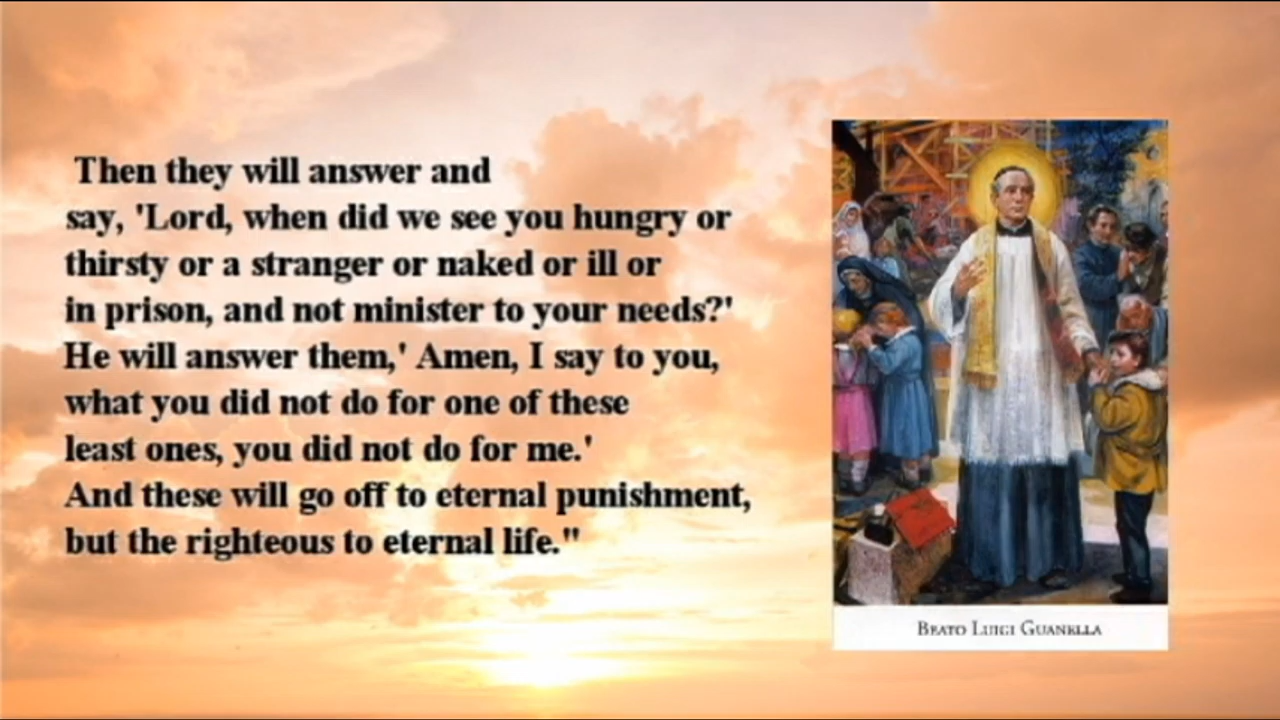 Then they will answer and
say, 'Lord, when did we see you hungry or
thirsty or a stranger or naked or ill or
in prison, and not minister to your needs?'
He will answer them,' Amen, I say to you,
what you did not do for one of these
least ones, you did not do for me.'
And these will go off to eternal punishment,
but the righteous to eternal life."
BEATO LUIGI GUANELLA